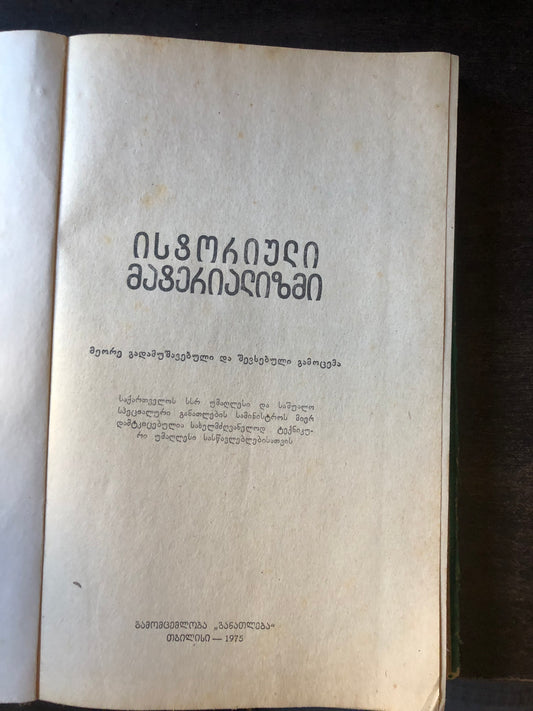 ისტორიული
მატერიალიზმი
მეორე გადამუშავებული და შევსებული გამოცემა
საქართველოს სსრ უმაღლესი და საშუალო
სპეციალური განათლების სამინისტროს მიერ
დამტკიცებულია სახელმძღვანელოდ ტექნიკუ-
რი უმაღლესი სასწავლებლებისათვის
გამომცემლობა „განათლება“
თბილისი — 1975